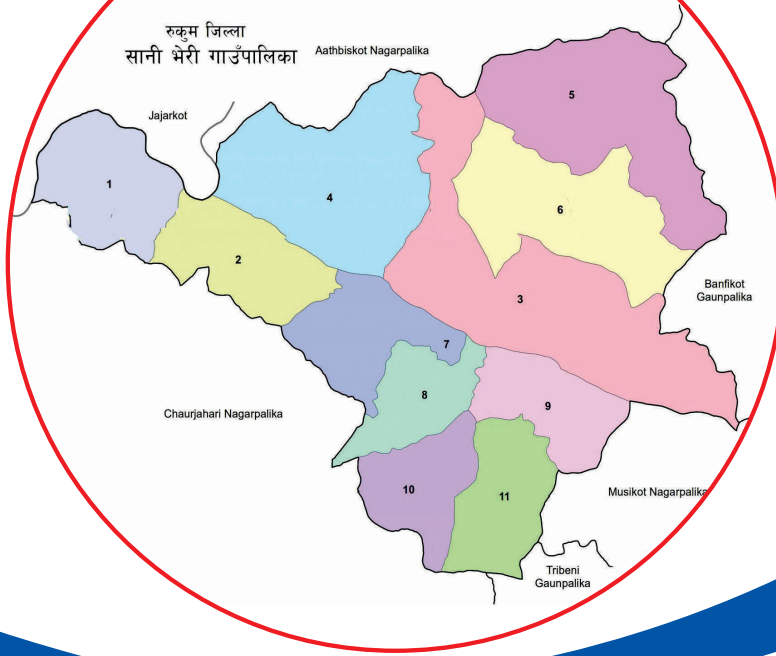 रुकुम जिल्ला
सानी भेरी गाउँपालिका
Aathbiskot Nagarpalika
5
Jajarkot
1
4
6
2
Banfikot
Gaunpalika
3
7
8
9
Chaurjahari Nagarpalika
10
11
Musikot Nagarpalika
Tribeni
Gaunpalika